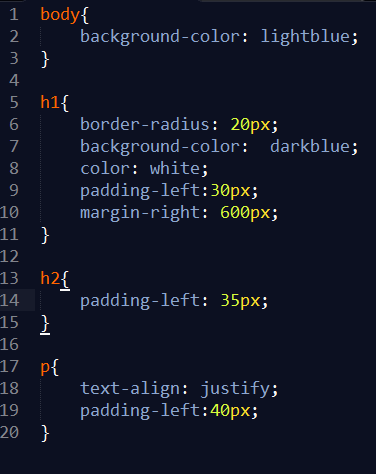 1 body{
2     background-color: lightblue;
3 }
4
5 h1{
6     border-radius: 20px;
7     background-color:  darkblue;
8     color: white;
9     padding-left:30px;
10     margin-right: 600px;
11 }
12
13 h2{
14     padding-left: 35px;
15 }
16
17 p{
18     text-align: justify;
19     padding-left:40px;
20 }